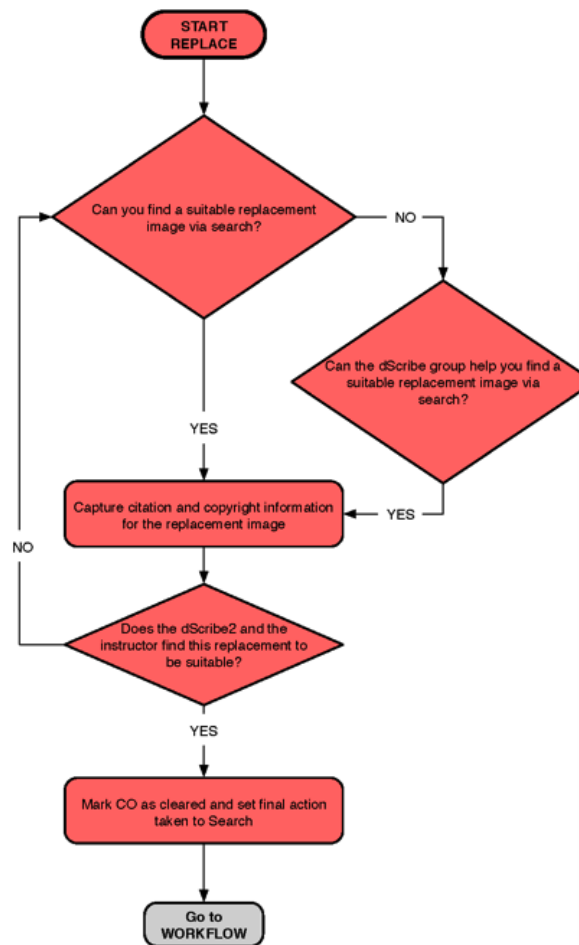 START
REPLACE
Can you find a suitable replacement
image via search?
NO
Can the dScribe group help you find a
suitable replacement image via
search?
YES
Capture citation and copyright information
for the replacement image
YES
NO
Does the dScribe2 and the
instructor find this replacement to
be suitable?
YES
Mark CO as cleared and set final action
taken to Search
Go to
WORKFLOW